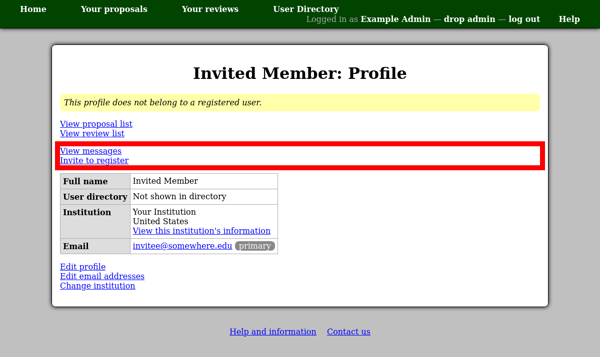 Home Your proposals Your reviews User Directory
Logged in as Example Admin — drop admin — log out Help
Invited Member: Profile
This profile does not belong to a registered user.
View proposal list
View review list
View messages
Invite to register
Full name Invited Member
User directory Not shown in directory
Institution Your Institution
United States
View this institution's information
Email invitee@somewhere.edu primary
Edit profile
Edit email addresses
Change institution
Help and information Contact us